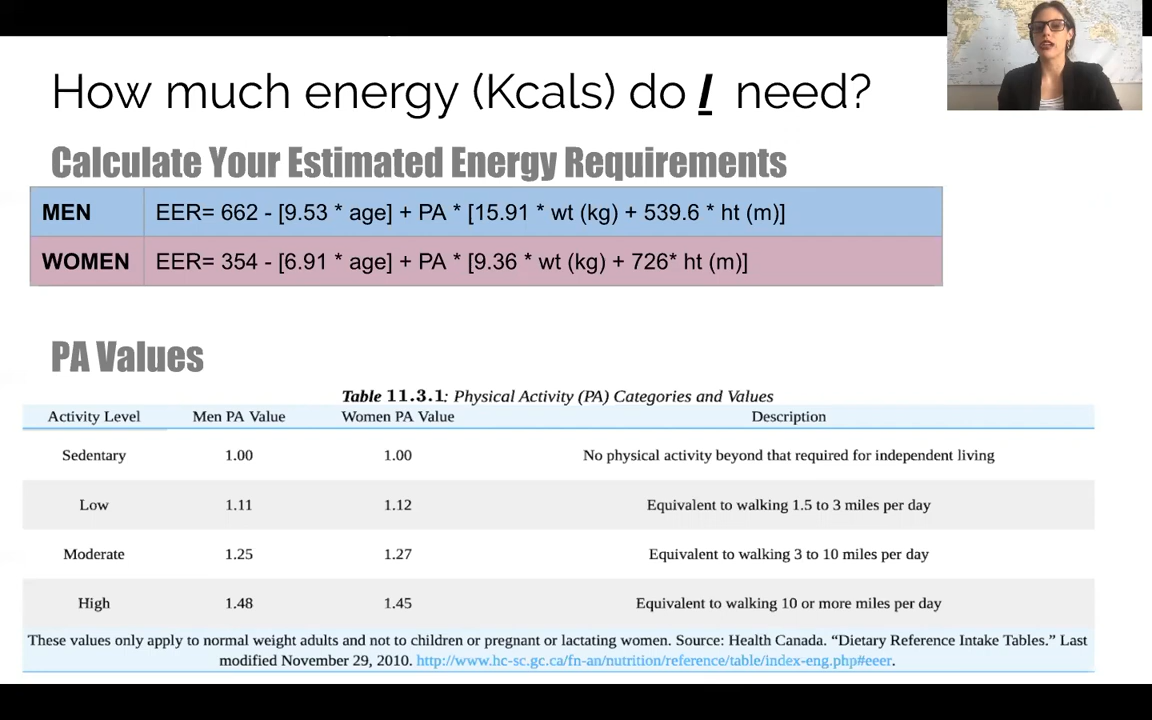 How much energy (Kcals) do I need?
Calculate Your Estimated Energy Requirements
MEN EER= 662 - [9.53 * age] + PA * [15.91 * wt (kg) + 539.6 * ht (m)]
WOMEN EER= 354 - [6.91 * age] + PA * [9.36 * wt (kg) + 726* ht (m)]
PA Values
Table 11.3.1: Physical Activity (PA) Categories and Values
Activity Level Men PA Value Women PA Value Description
Sedentary 1.00 1.00 No physical activity beyond that required for independent living
Low 1.11 1.12 Equivalent to walking 1.5 to 3 miles per day
Moderate 1.25 1.27 Equivalent to walking 3 to 10 miles per day
High 1.48 1.45 Equivalent to walking 10 or more miles per day
These values only apply to normal weight adults and not to children or pregnant or lactating women. Source: Health Canada. “Dietary Reference Intake Tables.” Last
modified November 29, 2010. http://www.hc-sc.gc.ca/fn-an/nutrition/reference/table/index-eng.php#eeer.